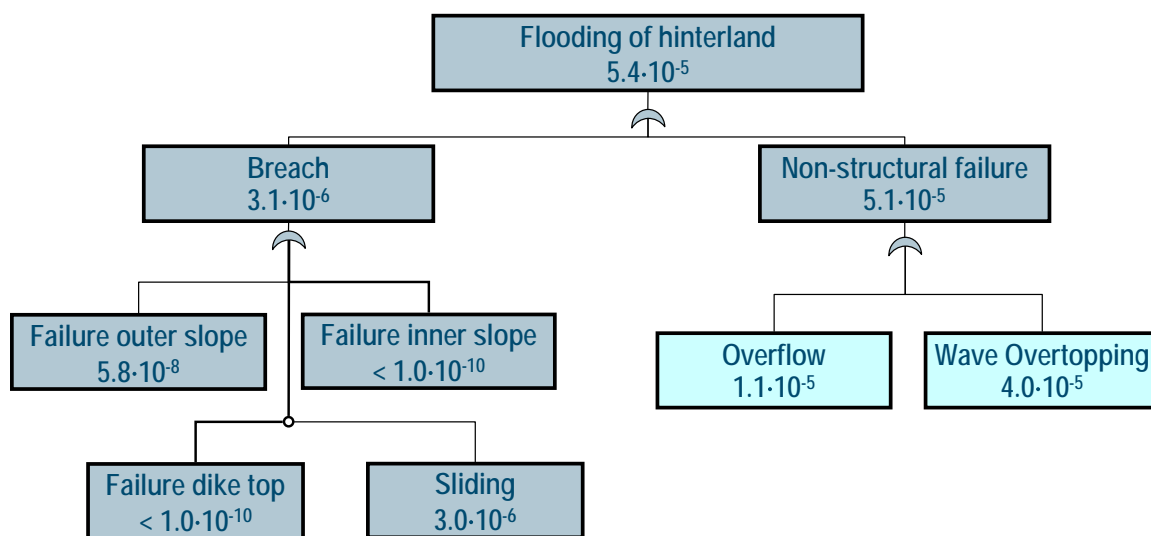 Flooding of hinterland
5.4·10⁻⁵
Breach
3.1·10⁻⁶
Non-structural failure
5.1·10⁻⁵
Failure outer slope
5.8·10⁻⁸
Failure inner slope
< 1.0·10⁻¹⁰
Overflow
1.1·10⁻⁵
Wave Overtopping
4.0·10⁻⁵
Failure dike top
< 1.0·10⁻¹⁰
Sliding
3.0·10⁻⁶